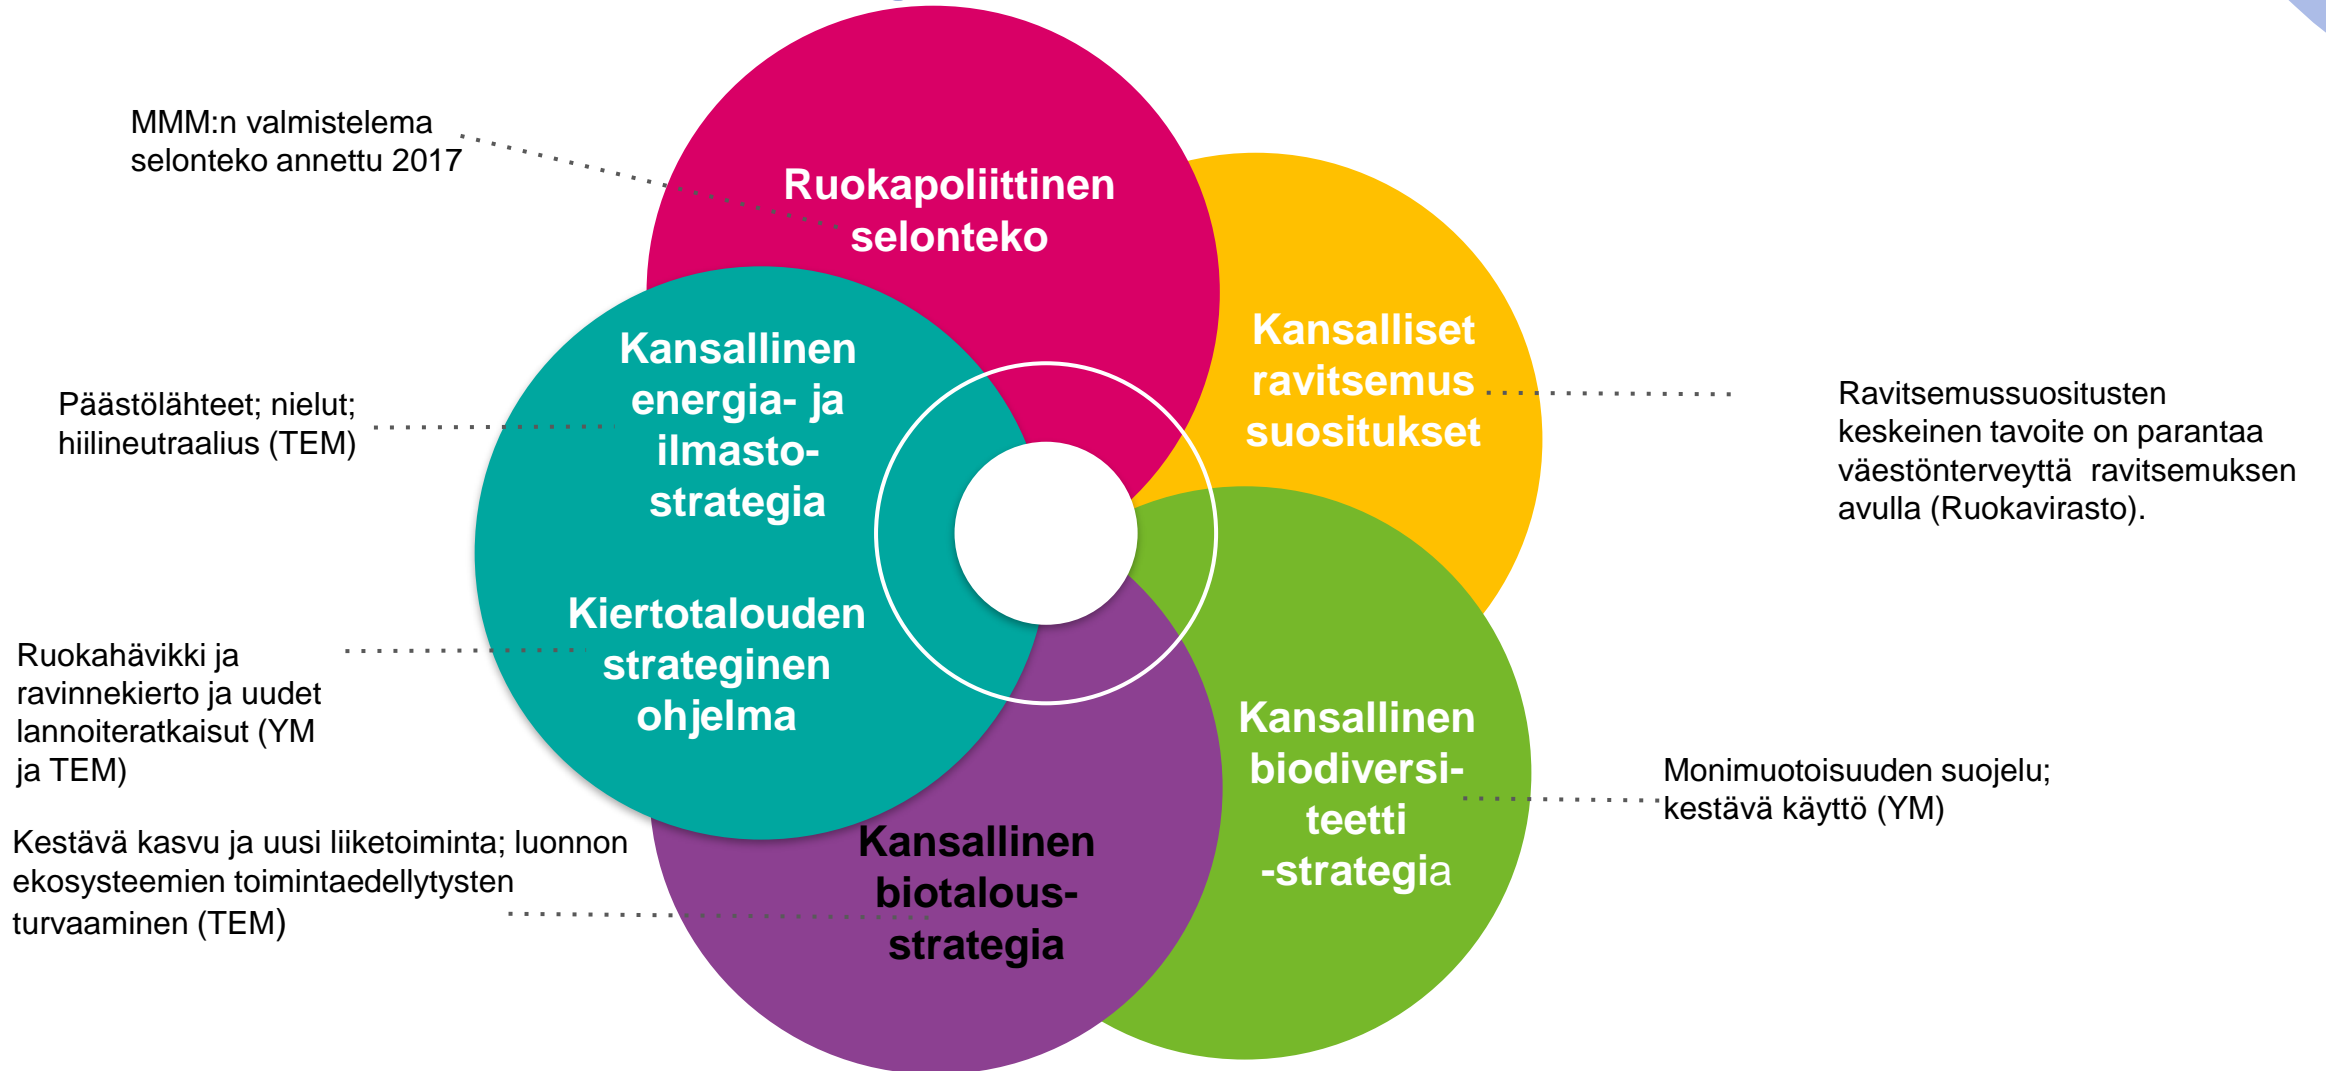 MMM:n valmistelema
selonteko annettu 2017
Ruokapoliittinen
selonteko
Kansalliset
ravitsemus
suositukset
Ravitsemussuositusten
keskeinen tavoite on parantaa
väestönterveyttä ravitsemuksen
avulla (Ruokavirasto).
Kansallinen
energia- ja
ilmasto-
strategia
Päästölähteet; nielut;
hiilineutraalius (TEM)
Kiertotalouden
strateginen
ohjelma
Ruokahävikki ja
ravinnekierto ja uudet
lannoiteratkaisut (YM
ja TEM)
Kansallinen
biodiversi-
teetti
-strategia
Monimuotoisuuden suojelu;
kestävä käyttö (YM)
Kestävä kasvu ja uusi liiketoiminta; luonnon
ekosysteemien toimintaedellytysten
turvaaminen (TEM)
Kansallinen
biotalous-
strategia